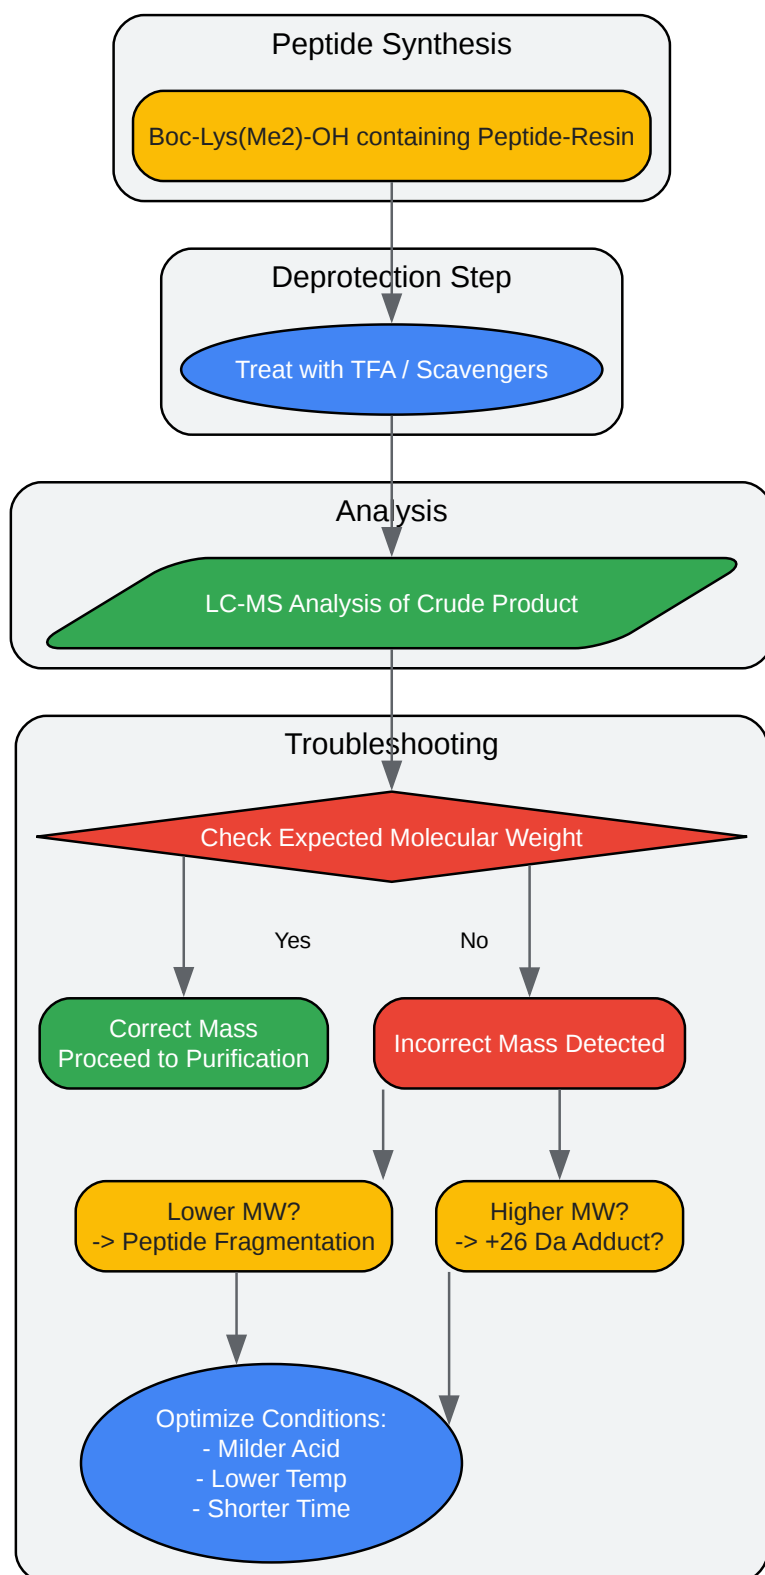 Peptide Synthesis
Boc-Lys(Me2)-OH containing Peptide-Resin
Deprotection Step
Treat with TFA / Scavengers
Analysis
LC-MS Analysis of Crude Product
Troubleshooting
Check Expected Molecular Weight
Yes
No
Correct Mass
Proceed to Purification
Incorrect Mass Detected
Lower MW?
-> Peptide Fragmentation
Higher MW?
-> +26 Da Adduct?
Optimize Conditions:
- Milder Acid
- Lower Temp
- Shorter Time